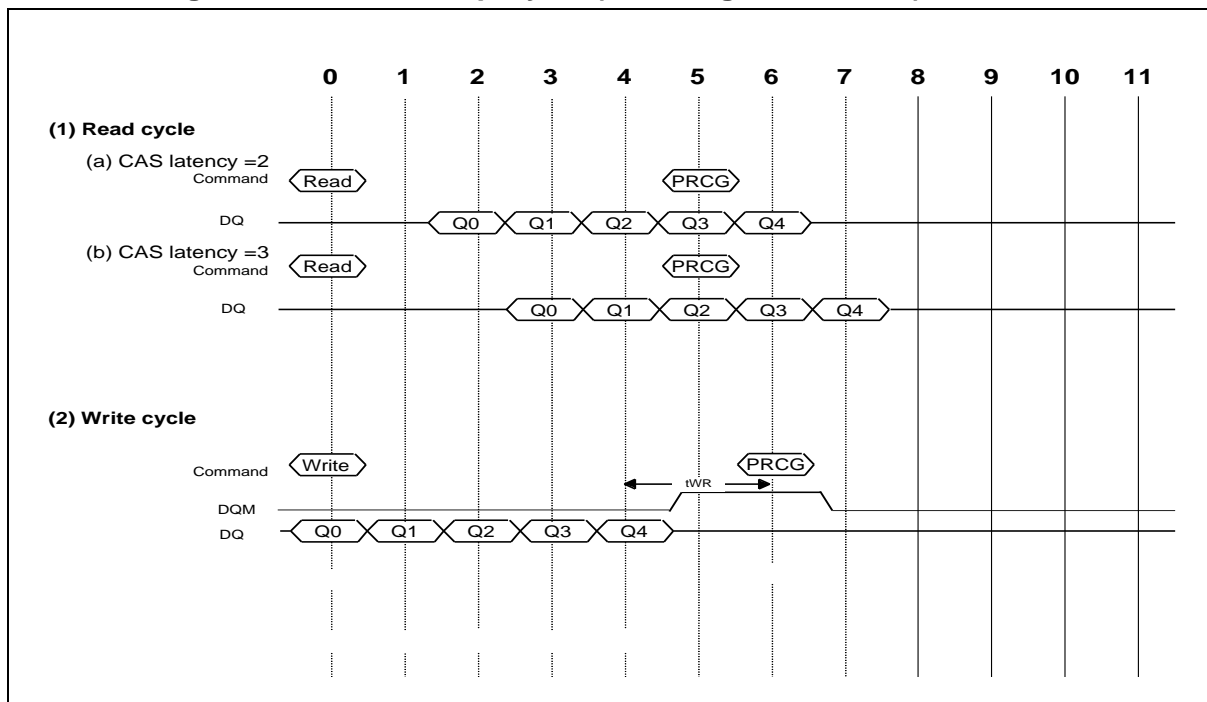 0 1 2 3 4 5 6 7 8 9 10 11
(1) Read cycle
(a) CAS latency =2
Command Read PRCG
DQ Q0 Q1 Q2 Q3 Q4
(b) CAS latency =3
Command Read PRCG
DQ Q0 Q1 Q2 Q3 Q4
(2) Write cycle
Command Write PRCG
tWR
DQM
DQ Q0 Q1 Q2 Q3 Q4